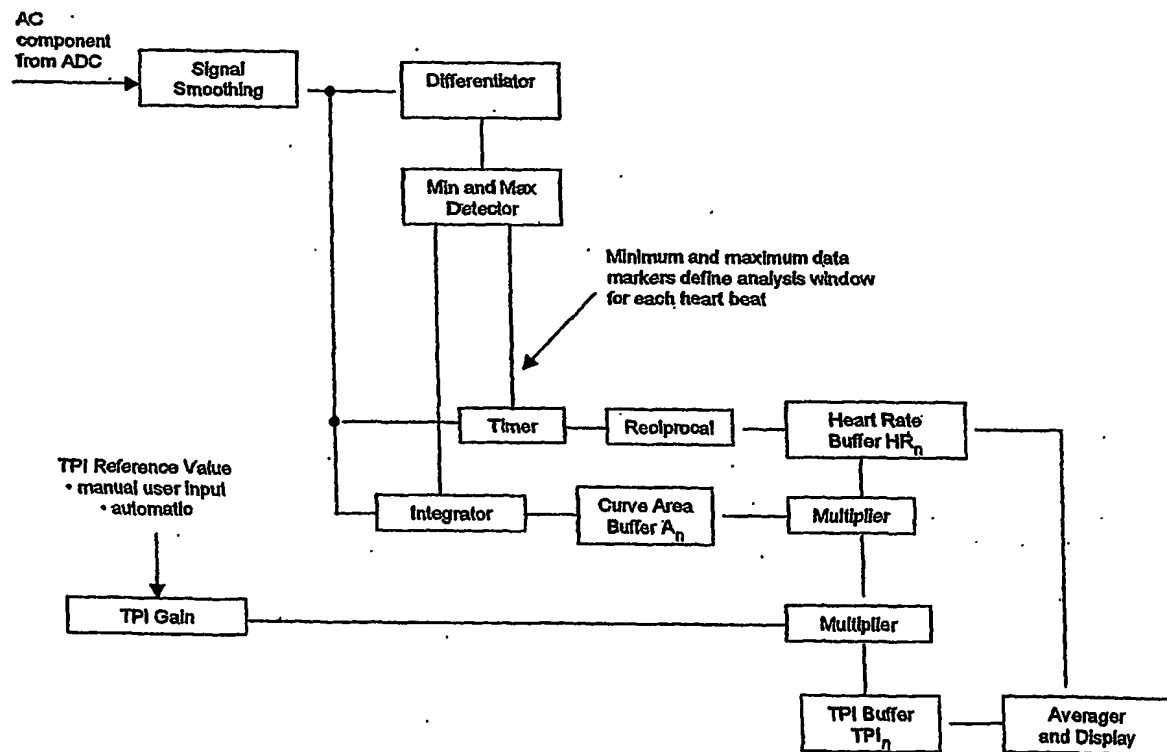 AC
component
from ADC
Signal
Smoothing
Differentiator
Min and Max
Detector
Minimum and maximum data
markers define analysis window
for each heart beat
Timer
Reciprocal
Heart Rate
Buffer HRn
TPI Reference Value
• manual user input
• automatic
Integrator
Curve Area
Buffer An
Multiplier
TPI Gain
Multiplier
TPI Buffer
TPIn
Averager
and Display